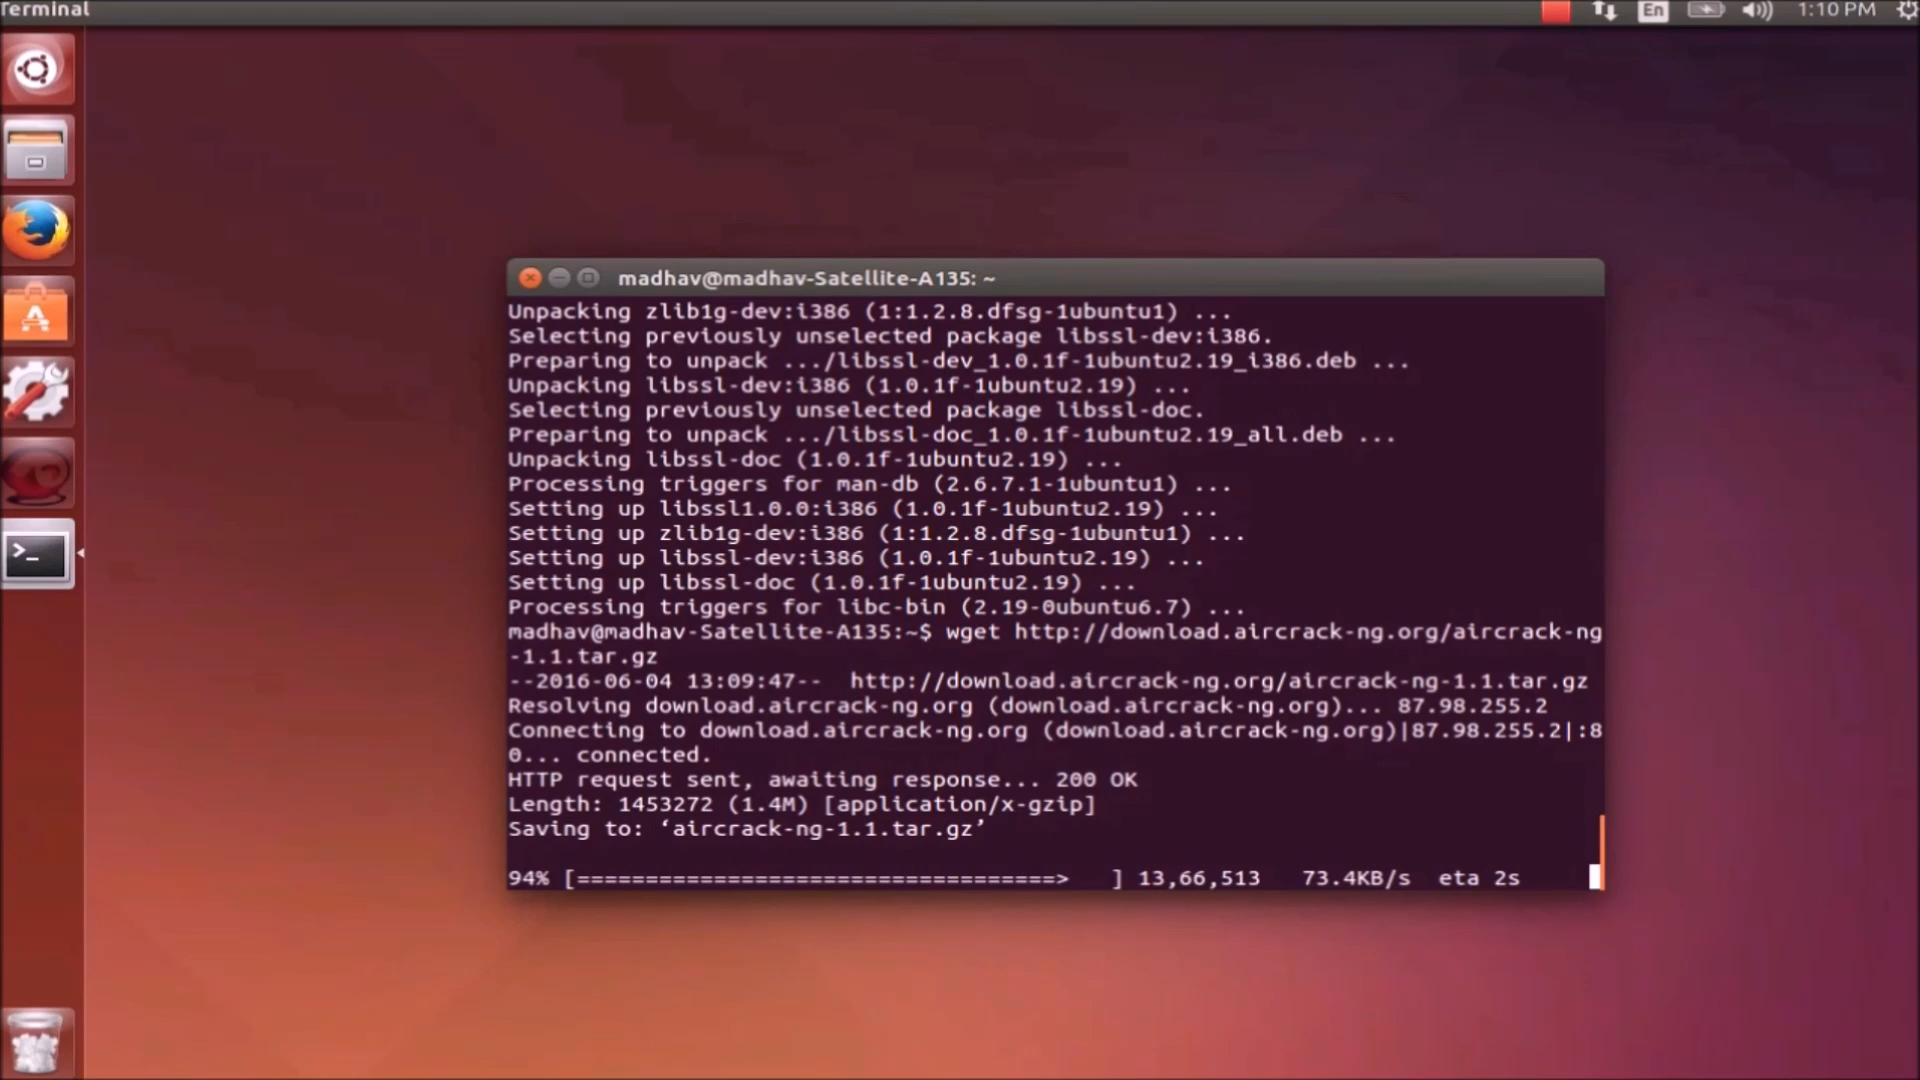 Terminal
En
1:10 PM
madhav@madhav-Satellite-A135: ~
Unpacking zlib1g-dev:i386 (1:1.2.8.dfsg-1ubuntu1) ...
Selecting previously unselected package libssl-dev:i386.
Preparing to unpack .../libssl-dev_1.0.1f-1ubuntu2.19_i386.deb ...
Unpacking libssl-dev:i386 (1.0.1f-1ubuntu2.19) ...
Selecting previously unselected package libssl-doc.
Preparing to unpack .../libssl-doc_1.0.1f-1ubuntu2.19_all.deb ...
Unpacking libssl-doc (1.0.1f-1ubuntu2.19) ...
Processing triggers for man-db (2.6.7.1-1ubuntu1) ...
Setting up libssl1.0.0:i386 (1.0.1f-1ubuntu2.19) ...
Setting up zlib1g-dev:i386 (1:1.2.8.dfsg-1ubuntu1) ...
Setting up libssl-dev:i386 (1.0.1f-1ubuntu2.19) ...
Setting up libssl-doc (1.0.1f-1ubuntu2.19) ...
Processing triggers for libc-bin (2.19-0ubuntu6.7) ...
madhav@madhav-Satellite-A135:~$ wget http://download.aircrack-ng.org/aircrack-ng
-1.1.tar.gz
--2016-06-04 13:09:47--  http://download.aircrack-ng.org/aircrack-ng-1.1.tar.gz
Resolving download.aircrack-ng.org (download.aircrack-ng.org)... 87.98.255.2
Connecting to download.aircrack-ng.org (download.aircrack-ng.org)|87.98.255.2|:8
0... connected.
HTTP request sent, awaiting response... 200 OK
Length: 1453272 (1.4M) [application/x-gzip]
Saving to: ‘aircrack-ng-1.1.tar.gz’
94% [===================================>   ] 13,66,513   73.4KB/s  eta 2s